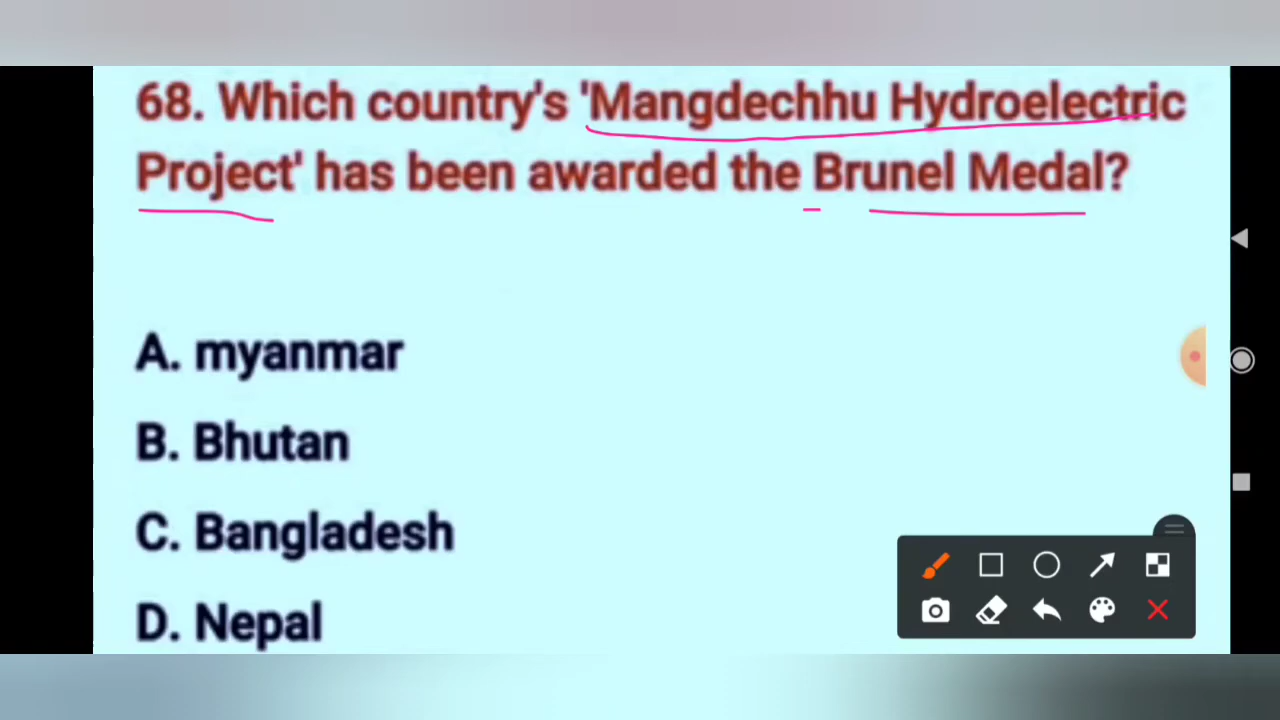 68. Which country's 'Mangdechhu Hydroelectric
Project' has been awarded the Brunel Medal?
A. myanmar
B. Bhutan
C. Bangladesh
D. Nepal